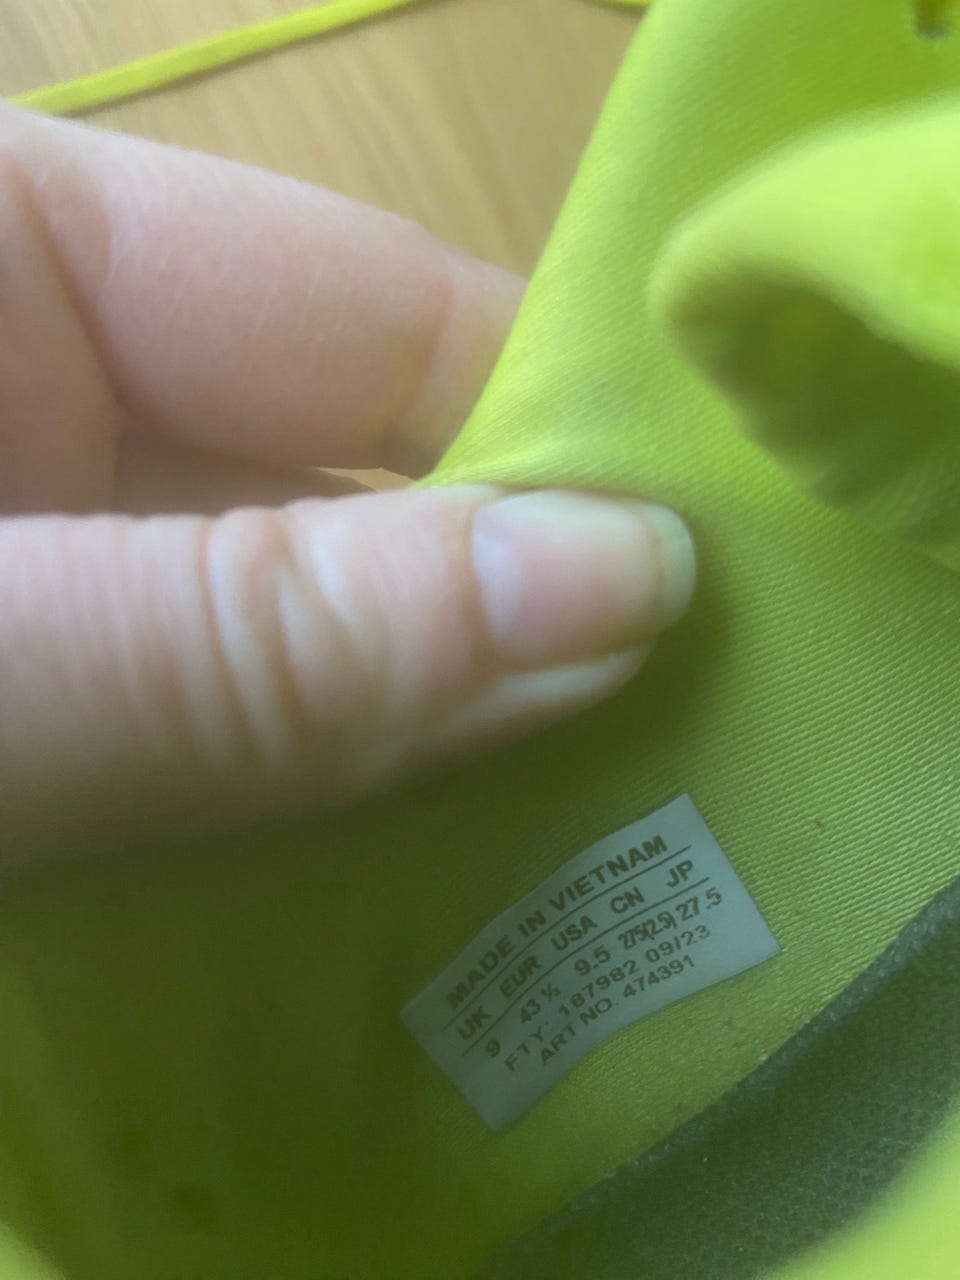 MADE IN VIETNAM
UK EUR USA CN JP
9 43 ⅓ 9.5 275(2.5) 27.5
FTY. 187982 09/23
ART NO. 474391